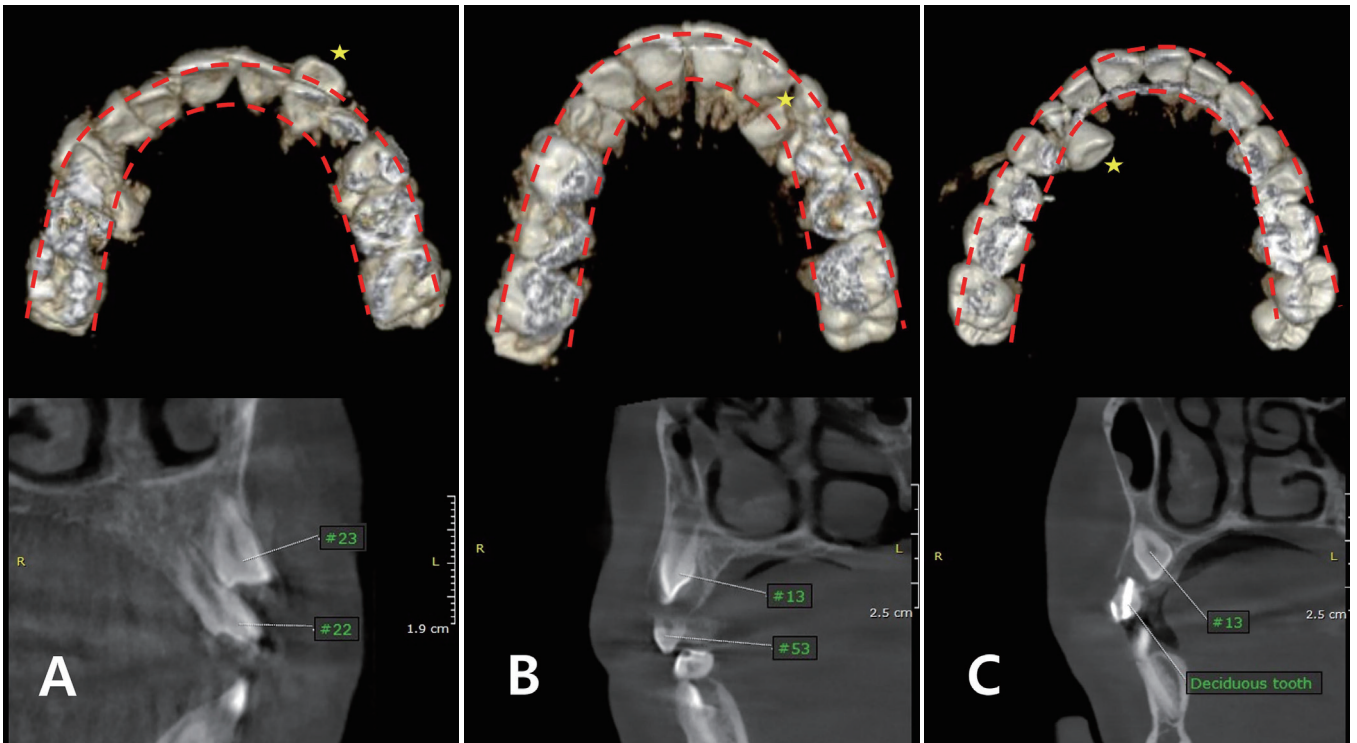 #23
R
L
#22
1.9 cm
A
R
L
#13
2.5 cm
#53
B
R
L
#13
2.5 cm
Deciduous tooth
C